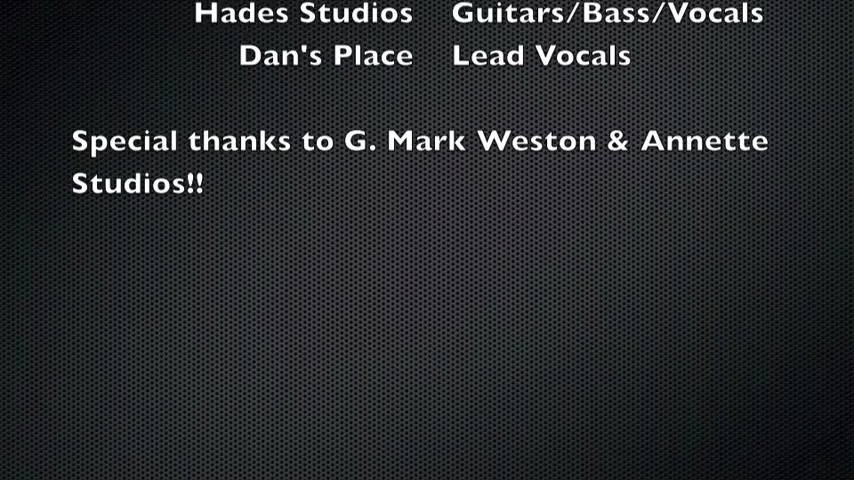 Hades Studios Guitars/Bass/Vocals
Dan's Place Lead Vocals
Special thanks to G. Mark Weston & Annette
Studios!!